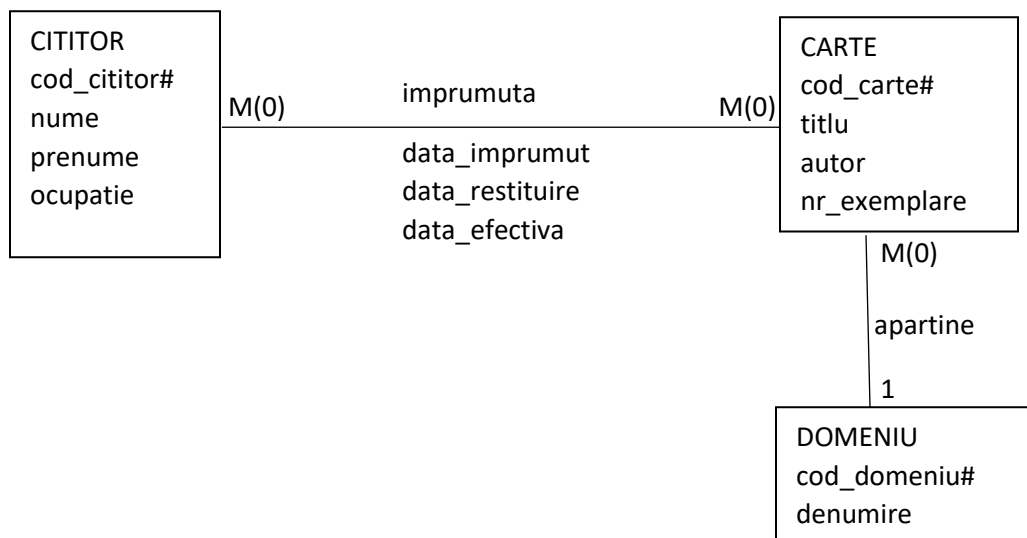 CITITOR
cod_cititor#
nume
prenume
ocupatie
M(0)
imprumuta
M(0)
data_imprumut
data_restituire
data_efectiva
CARTE
cod_carte#
titlu
autor
nr_exemplare
M(0)
apartine
1
DOMENIU
cod_domeniu#
denumire